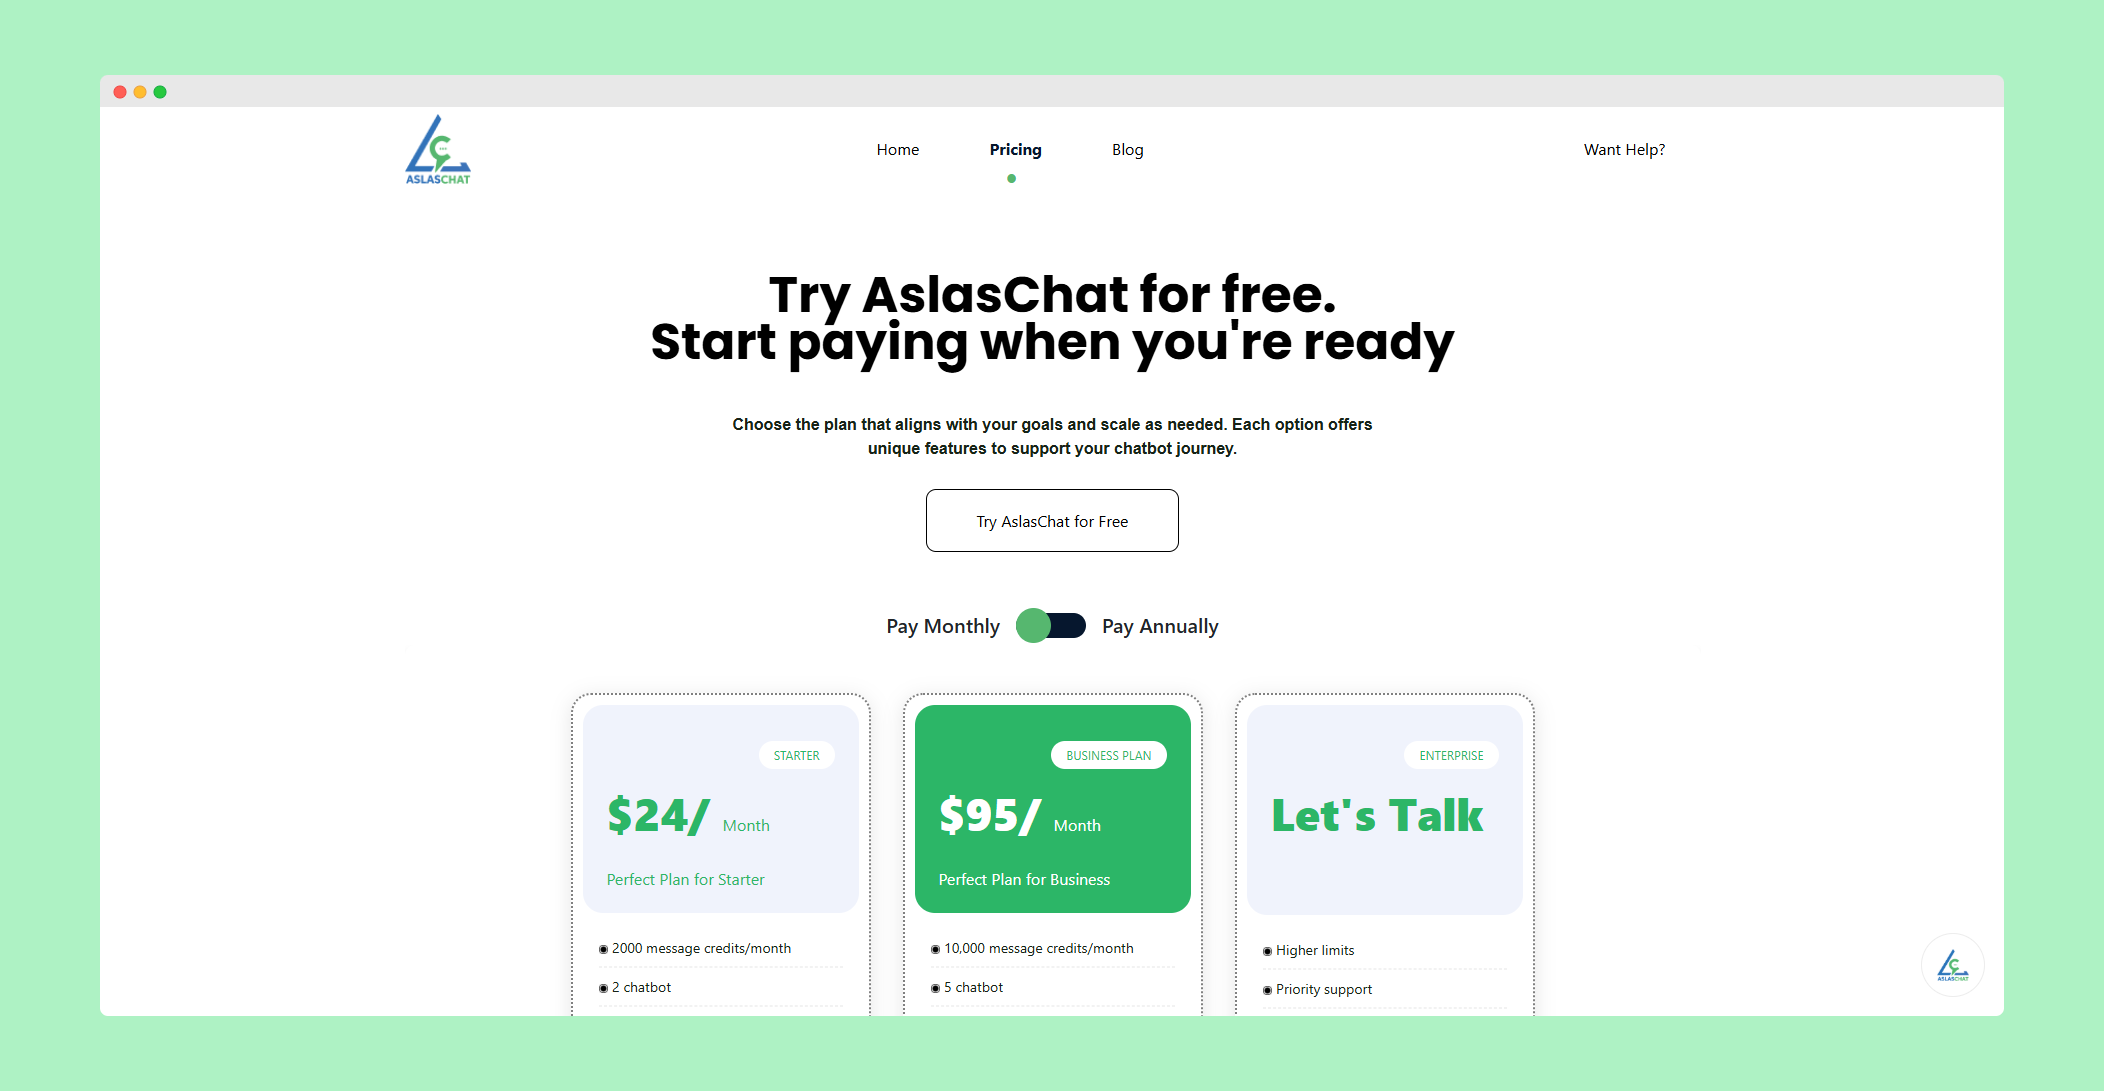 ASLASCHAT
Home
Pricing
Blog
Want Help?
Try AslasChat for free.
Start paying when you're ready
Choose the plan that aligns with your goals and scale as needed. Each option offers
unique features to support your chatbot journey.
Try AslasChat for Free
Pay Monthly
Pay Annually
STARTER
$24/ Month
Perfect Plan for Starter
2000 message credits/month
2 chatbot
BUSINESS PLAN
$95/ Month
Perfect Plan for Business
10,000 message credits/month
5 chatbot
ENTERPRISE
Let's Talk
Higher limits
Priority support
ASLASCHAT